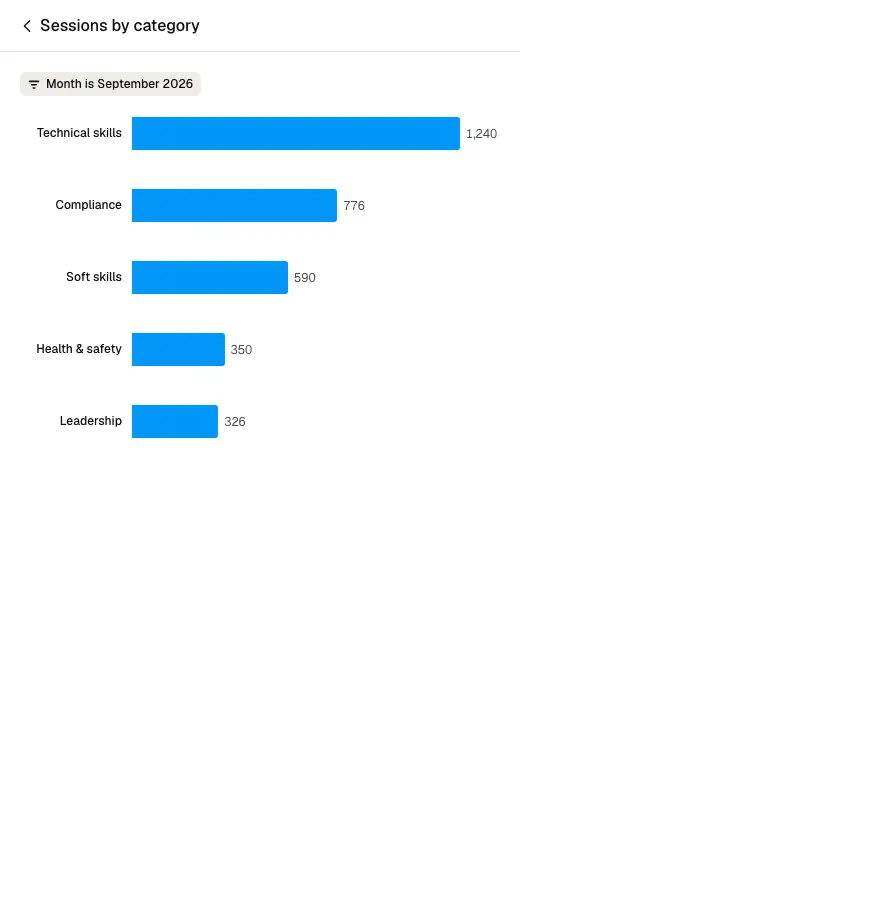 Sessions by category
Month is September 2026
Technical skills 1,240
Compliance 776
Soft skills 590
Health & safety 350
Leadership 326